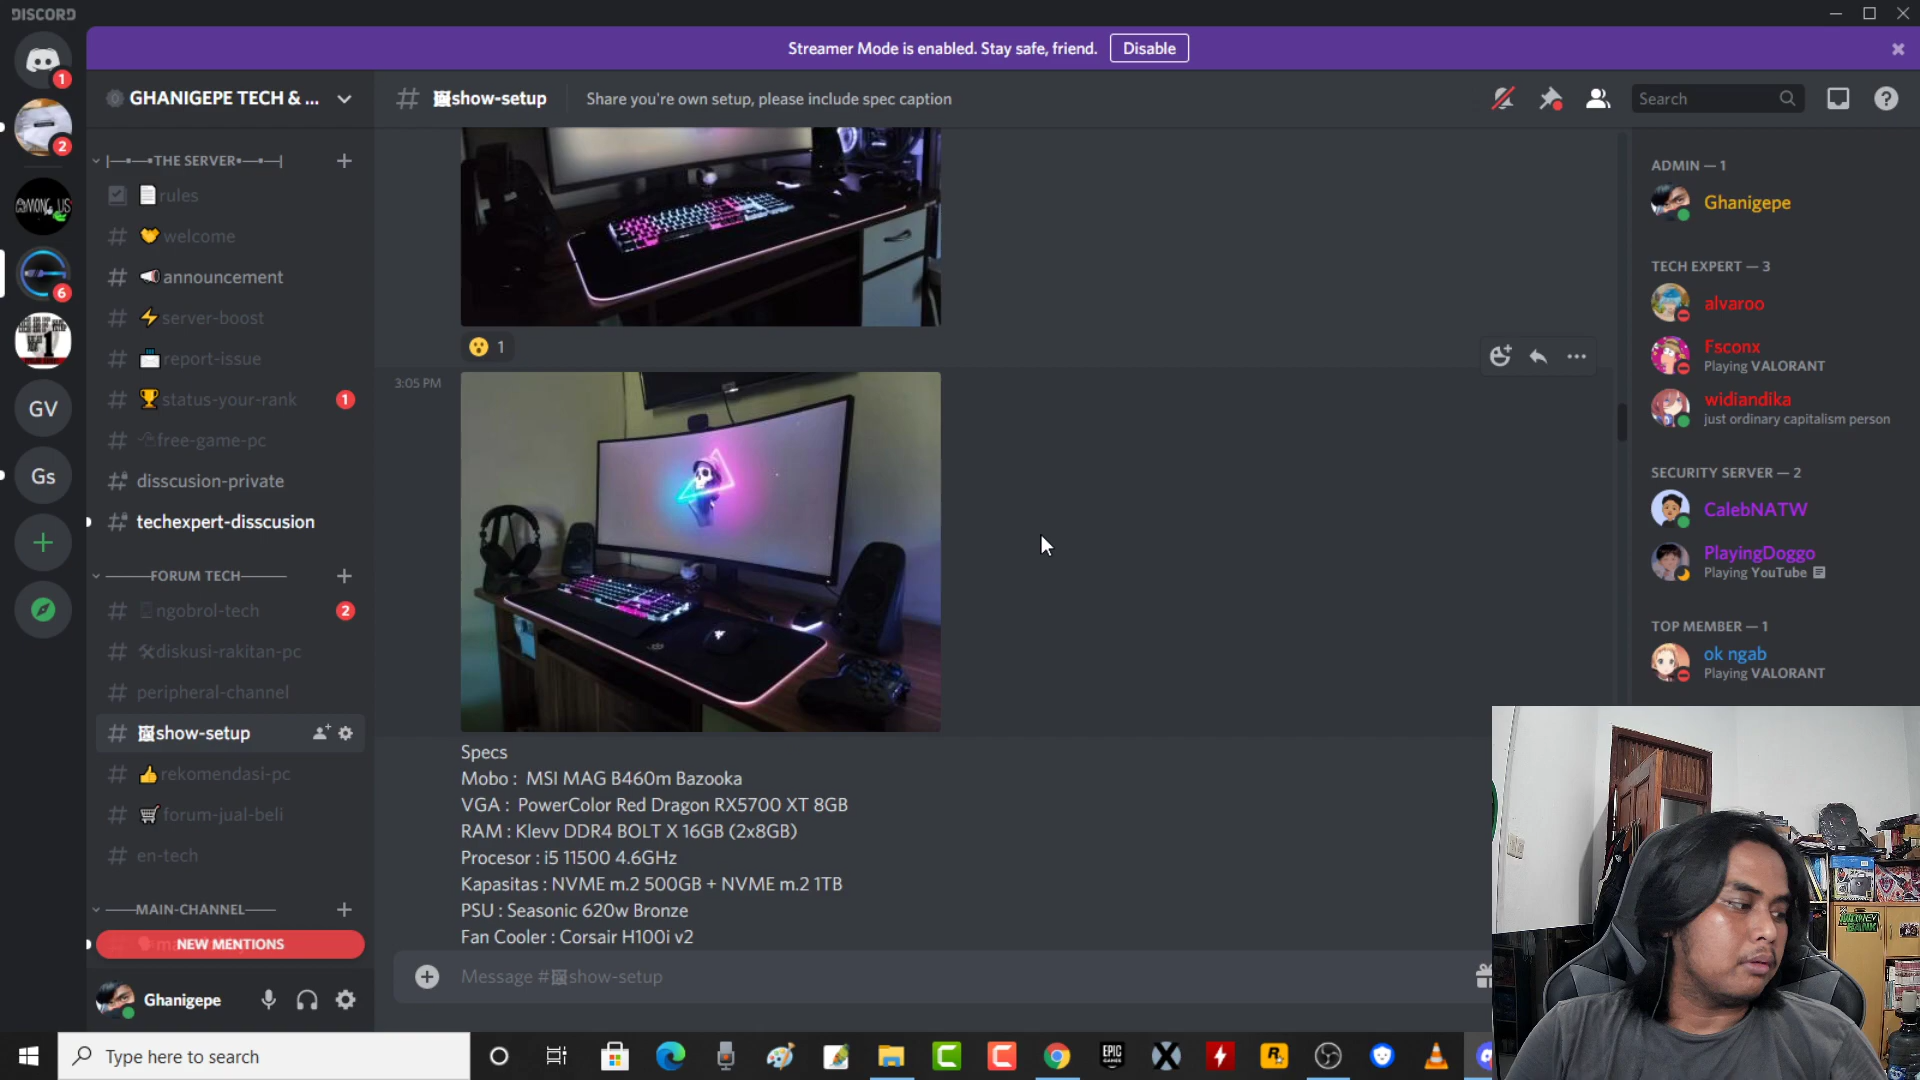 DISCORD
Streamer Mode is enabled. Stay safe, friend. Disable
GHANIGEPE TECH & ...
show-setup
Share you're own setup, please include spec caption
Search
1
2
6
GV
Gs
THE SERVER
rules
welcome
announcement
server-boost
report-issue
status-your-rank 1
free-game-pc
disscusion-private
techexpert-disscusion
FORUM TECH
ngobrol-tech 2
diskusi-rakitan-pc
peripheral-channel
show-setup
rekomendasi-pc
forum-jual-beli
en-tech
MAIN-CHANNEL
NEW MENTIONS
Ghanigepe
1
3:05 PM
Specs
Mobo : MSI MAG B460m Bazooka
VGA : PowerColor Red Dragon RX5700 XT 8GB
RAM : Klevv DDR4 BOLT X 16GB (2x8GB)
Procesor : i5 11500 4.6GHz
Kapasitas : NVME m.2 500GB + NVME m.2 1TB
PSU : Seasonic 620w Bronze
Fan Cooler : Corsair H100i v2
Message #show-setup
ADMIN — 1
Ghanigepe
TECH EXPERT — 3
alvaroo
Fsconx
Playing VALORANT
widiandika
just ordinary capitalism person
SECURITY SERVER — 2
CalebNATW
PlayingDoggo
Playing YouTube
TOP MEMBER — 1
ok ngab
Playing VALORANT
Type here to search
EPIC
GAMES